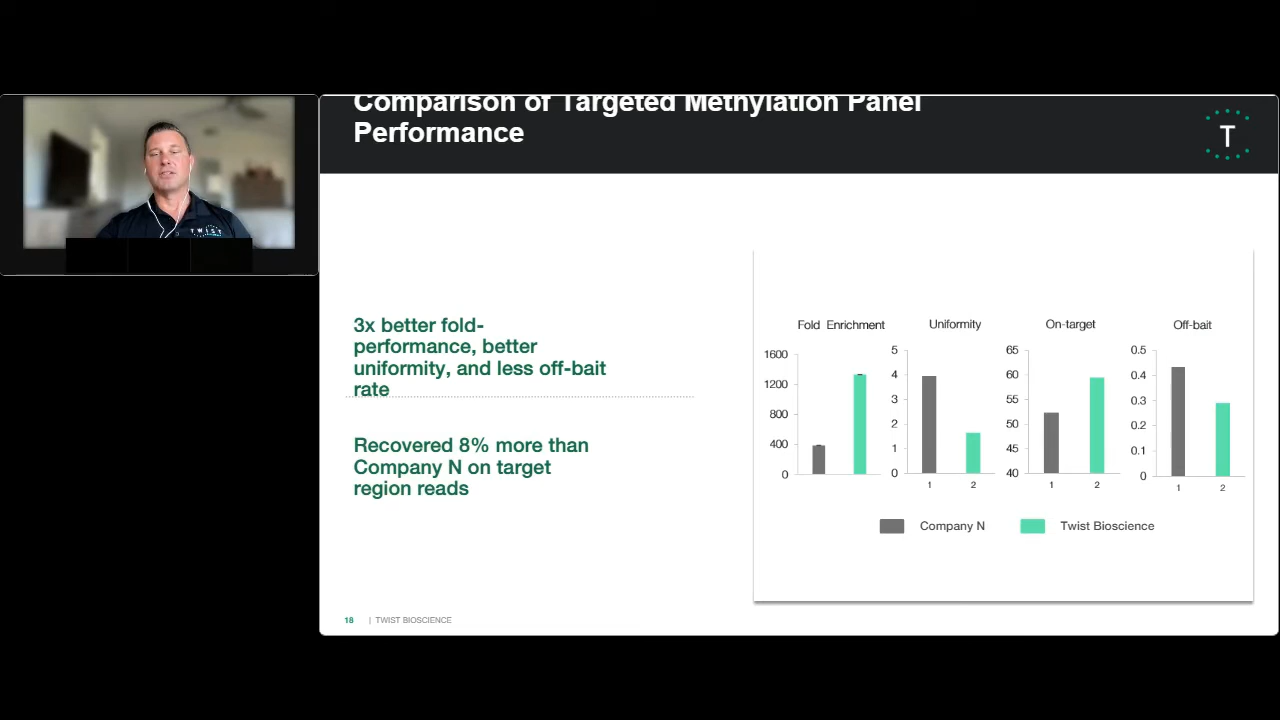 Comparison of Targeted Methylation Panel
Performance
T
TWIST
3x better fold-
performance, better
uniformity, and less off-bait
rate
Recovered 8% more than
Company N on target
region reads
Fold Enrichment
1600
1200
800
400
0
Uniformity
5
4
3
2
1
0
1 2
On-target
65
60
55
50
45
40
1 2
Off-bait
0.5
0.4
0.3
0.2
0.1
0
1 2
Company N Twist Bioscience
18 | TWIST BIOSCIENCE